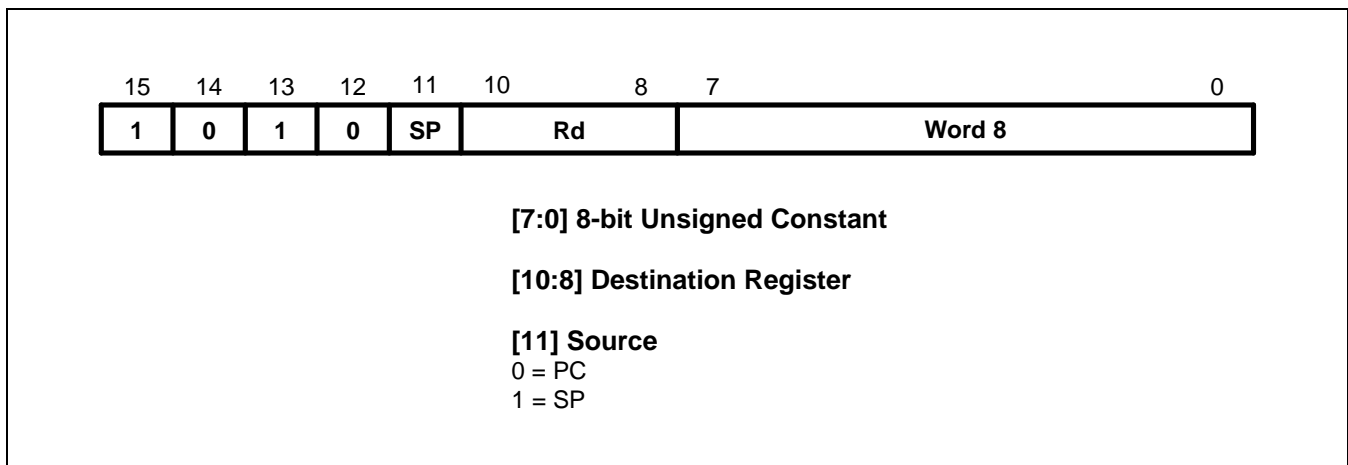 15 14 13 12 11 10 8 7 0
1 0 1 0 SP Rd Word 8
[7:0] 8-bit Unsigned Constant
[10:8] Destination Register
[11] Source
0 = PC
1 = SP